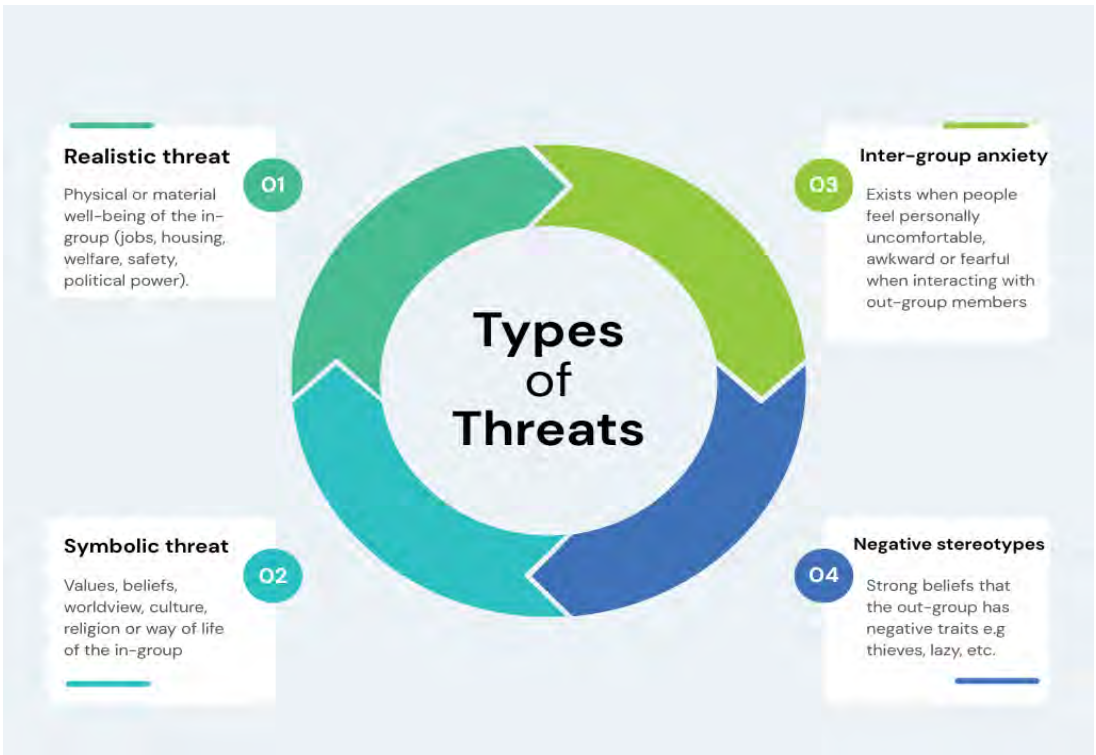 Realistic threat
01
Physical or material
well-being of the in-
group (jobs, housing,
welfare, safety,
political power).
Symbolic threat
02
Values, beliefs,
worldview, culture,
religion or way of life
of the in-group
Types
of
Threats
Inter-group anxiety
03
Exists when people
feel personally
uncomfortable,
awkward or fearful
when interacting with
out-group members
Negative stereotypes
04
Strong beliefs that
the out-group has
negative traits e.g
thieves, lazy, etc.